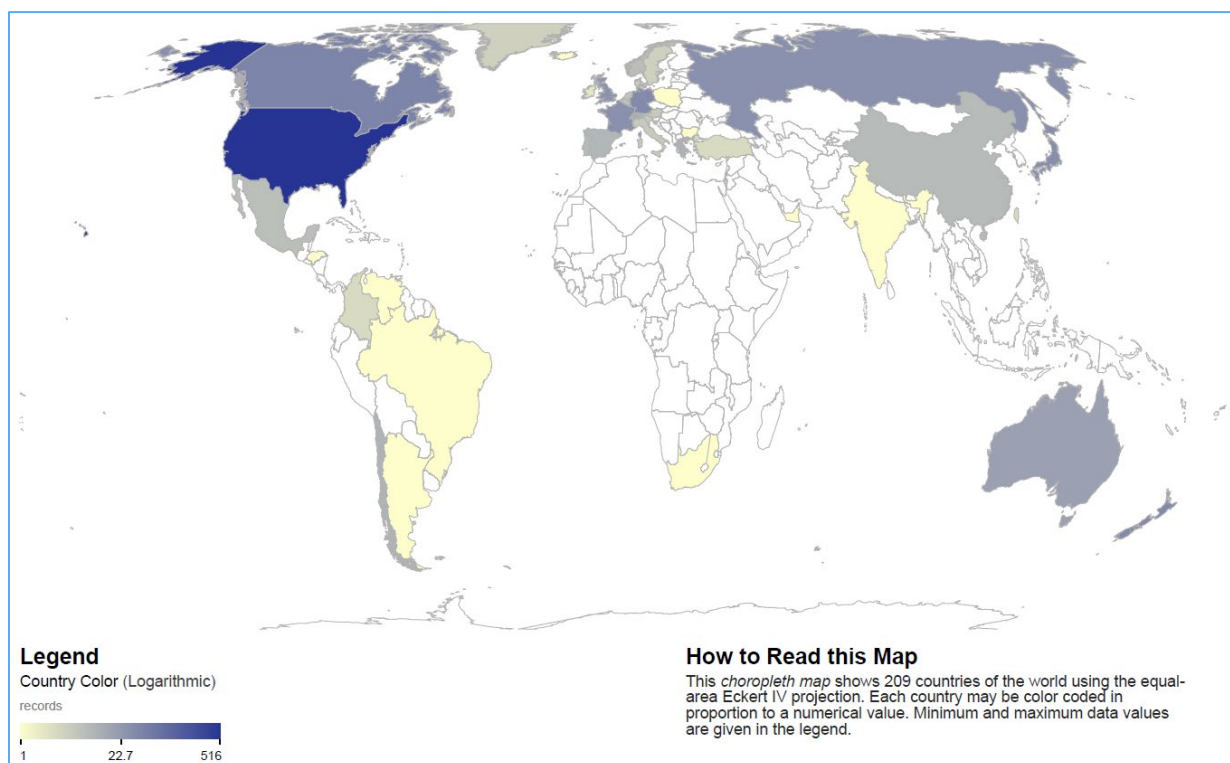 Legend
Country Color (Logarithmic)
records
1 22.7 516
How to Read this Map
This choropleth map shows 209 countries of the world using the equal-
area Eckert IV projection. Each country may be color coded in
proportion to a numerical value. Minimum and maximum data values
are given in the legend.